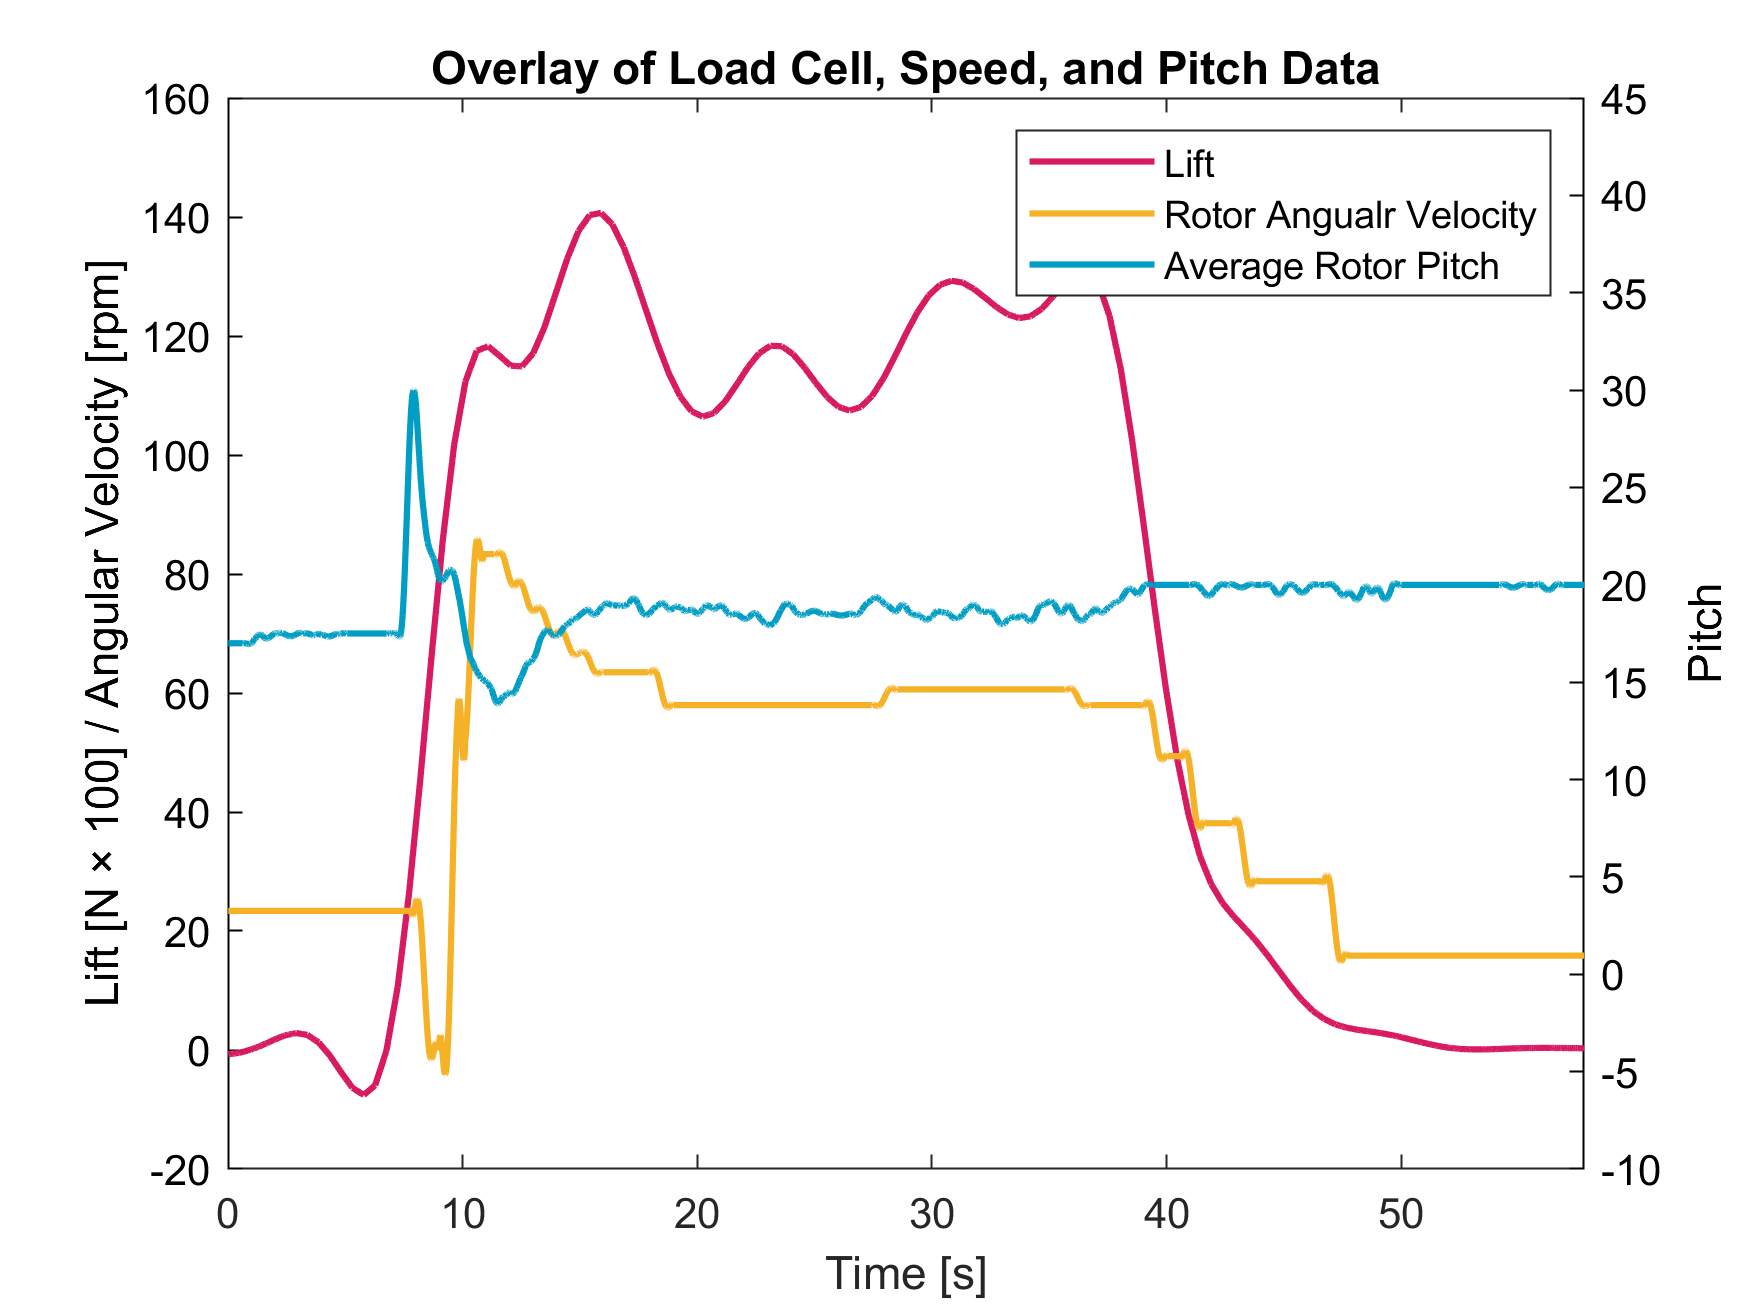 Overlay of Load Cell, Speed, and Pitch Data
Lift [N × 100] / Angular Velocity [rpm]
160
140
120
100
80
60
40
20
0
-20
Lift
Rotor Angualr Velocity
Average Rotor Pitch
45
40
35
30
25
20
15
10
5
0
-5
-10
Pitch
0 10 20 30 40 50
Time [s]